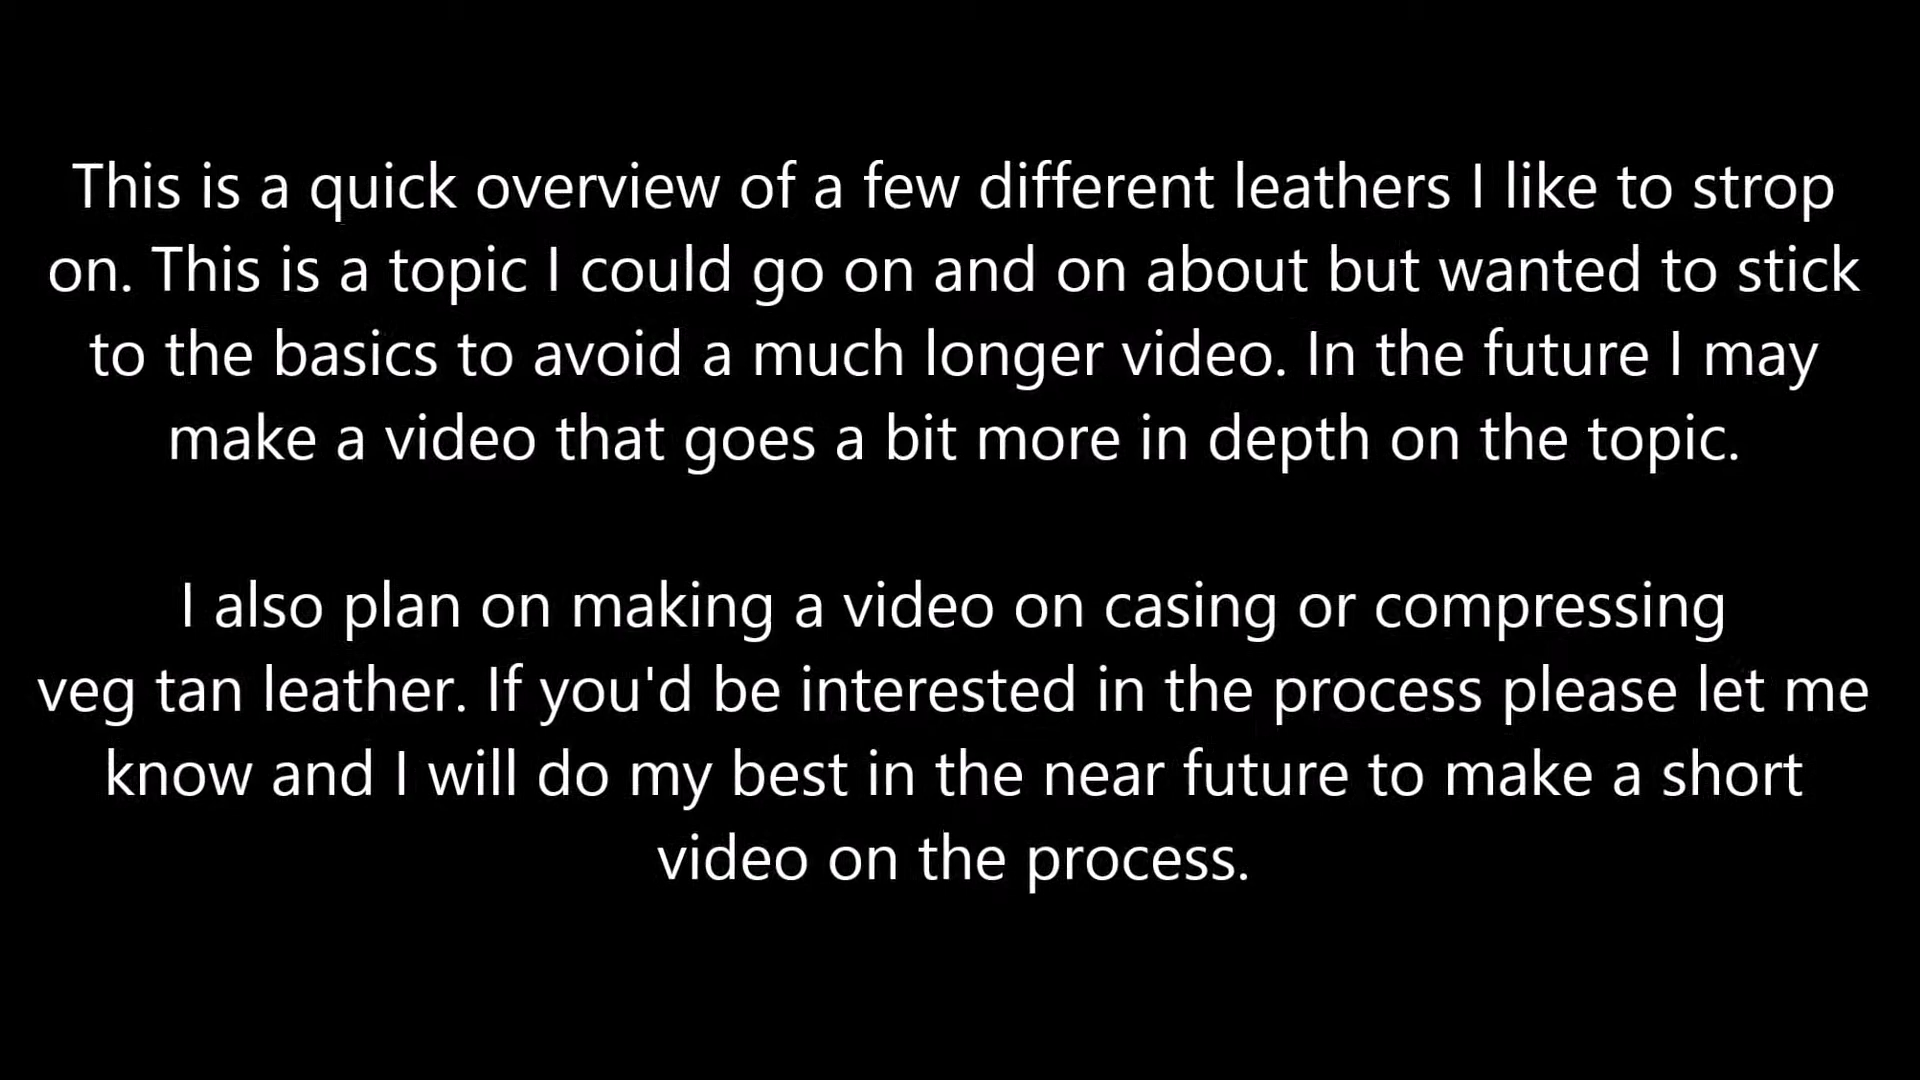 This is a quick overview of a few different leathers I like to strop
on. This is a topic I could go on and on about but wanted to stick
to the basics to avoid a much longer video. In the future I may
make a video that goes a bit more in depth on the topic.
I also plan on making a video on casing or compressing
veg tan leather. If you'd be interested in the process please let me
know and I will do my best in the near future to make a short
video on the process.